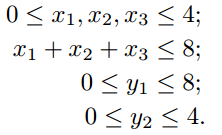 0 ≤ x₁, x₂, x₃ ≤ 4;
x₁ + x₂ + x₃ ≤ 8;
0 ≤ y₁ ≤ 8;
0 ≤ y₂ ≤ 4.